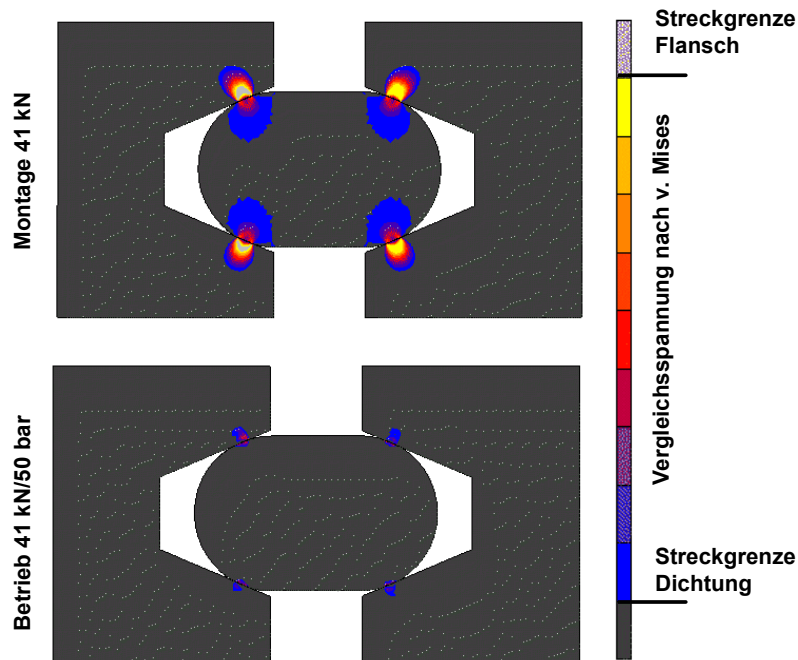 Montage 41 kN
Betrieb 41 kN/50 bar
Streckgrenze
Flansch
Vergleichsspannung nach v. Mises
Streckgrenze
Dichtung